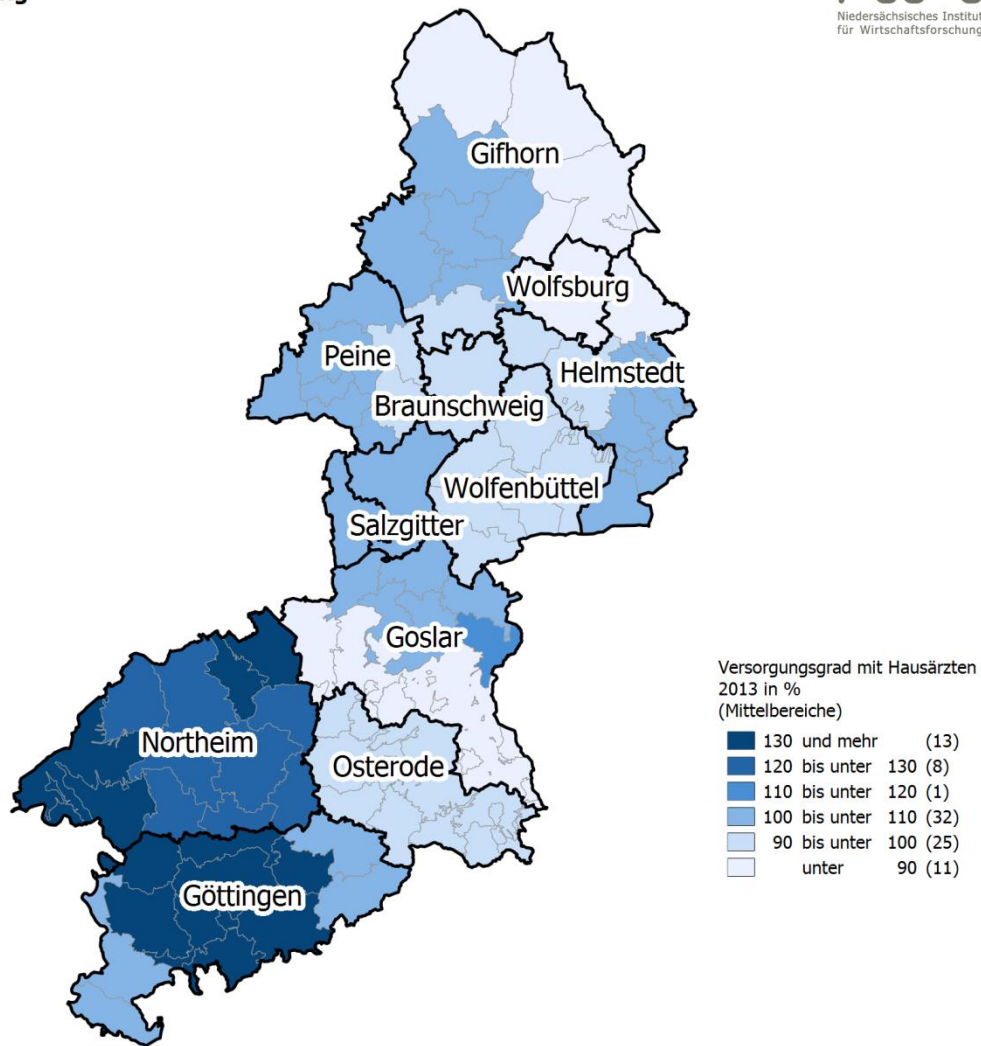 Niedersächsisches Institut
für Wirtschaftsforschung
Gifhorn
Wolfsburg
Peine
Helmstedt
Braunschweig
Wolfenbüttel
Salzgitter
Goslar
Northeim
Osterode
Göttingen
Versorgungsgrad mit Hausärzten
2013 in %
(Mittelbereiche)
130 und mehr (13)
120 bis unter 130 (8)
110 bis unter 120 (1)
100 bis unter 110 (32)
90 bis unter 100 (25)
unter 90 (11)